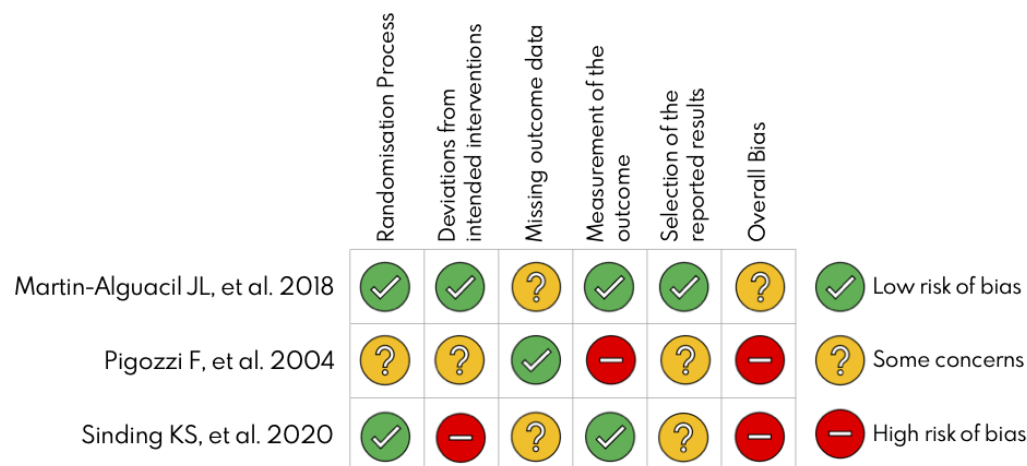 Randomisation Process
Deviations from
intended interventions
Missing outcome data
Measurement of the
outcome
Selection of the
reported results
Overall Bias
Martin-Alguacil JL, et al. 2018
Low risk of bias
Pigozzi F, et al. 2004
Some concerns
Sinding KS, et al. 2020
High risk of bias